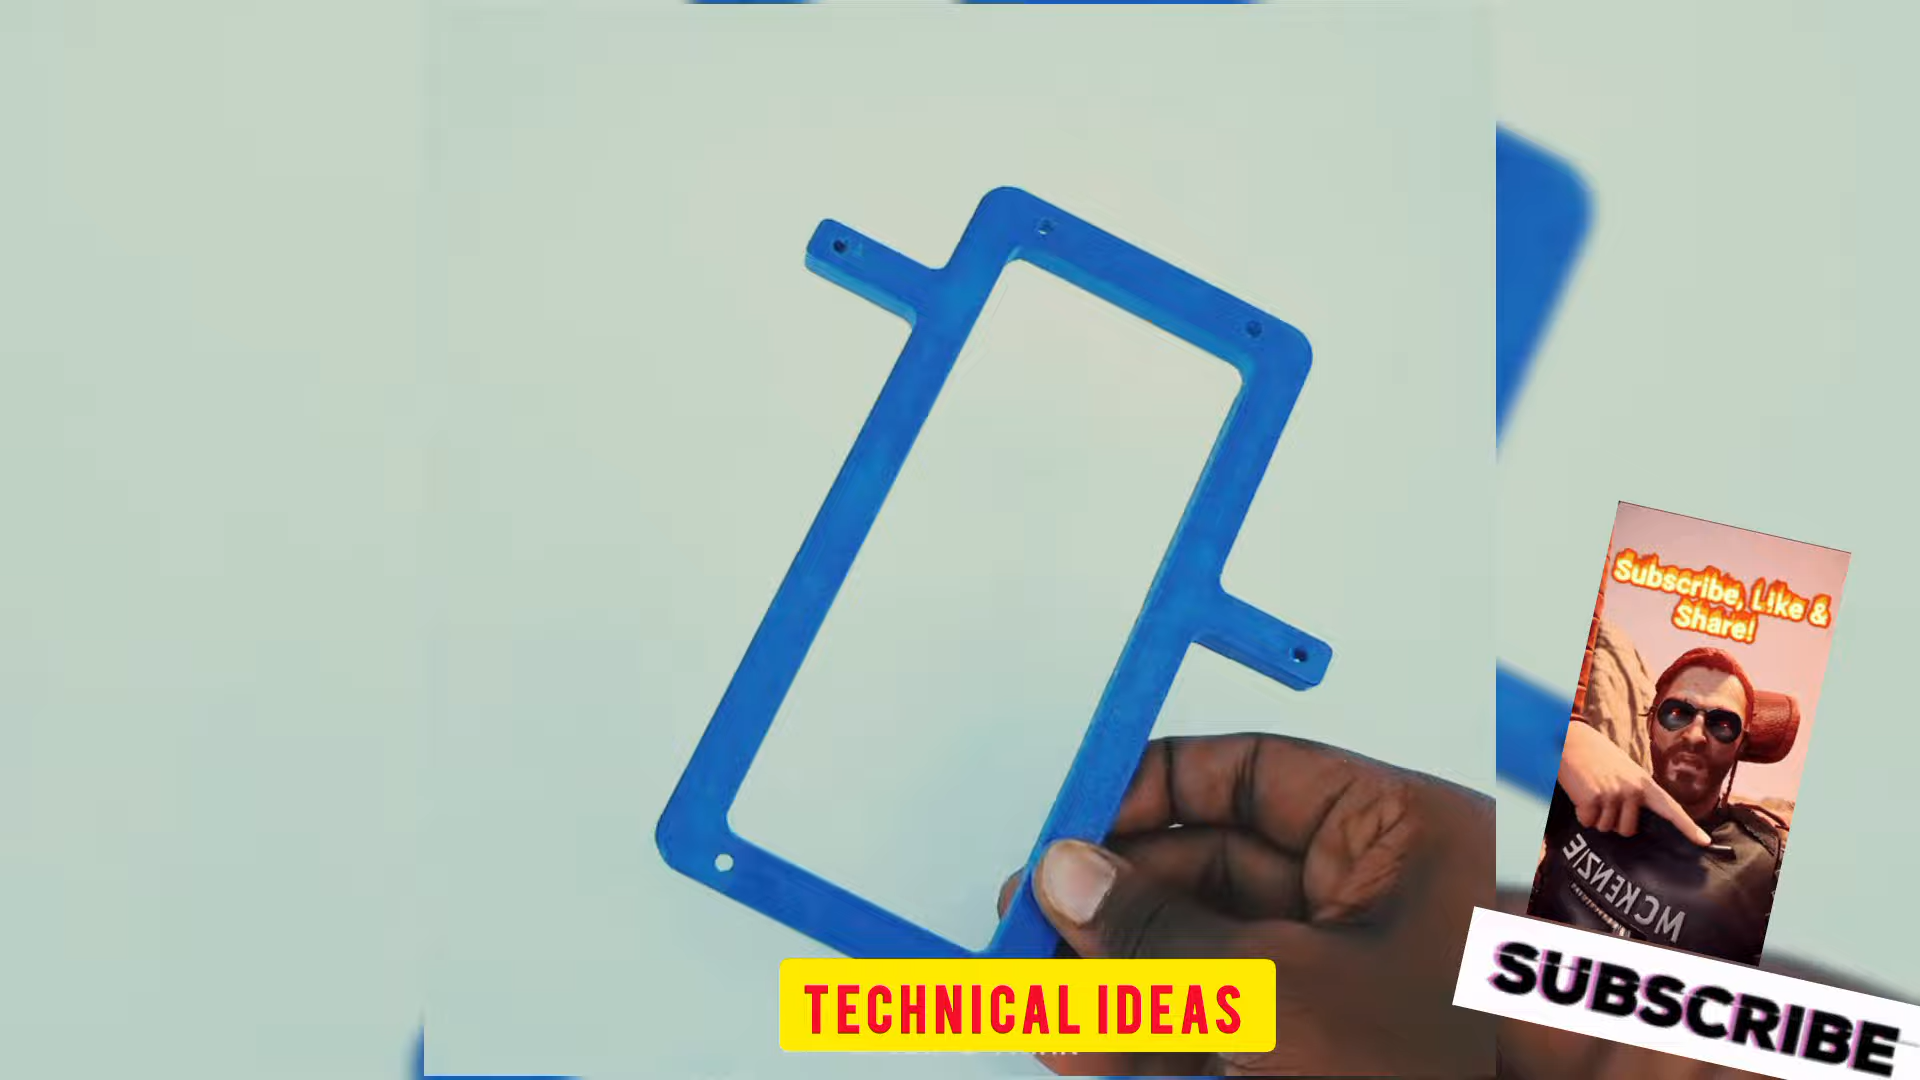 Subscribe, Like &
Share!
MCKENZIE
SUBSCRIBE
TECHNICAL IDEAS